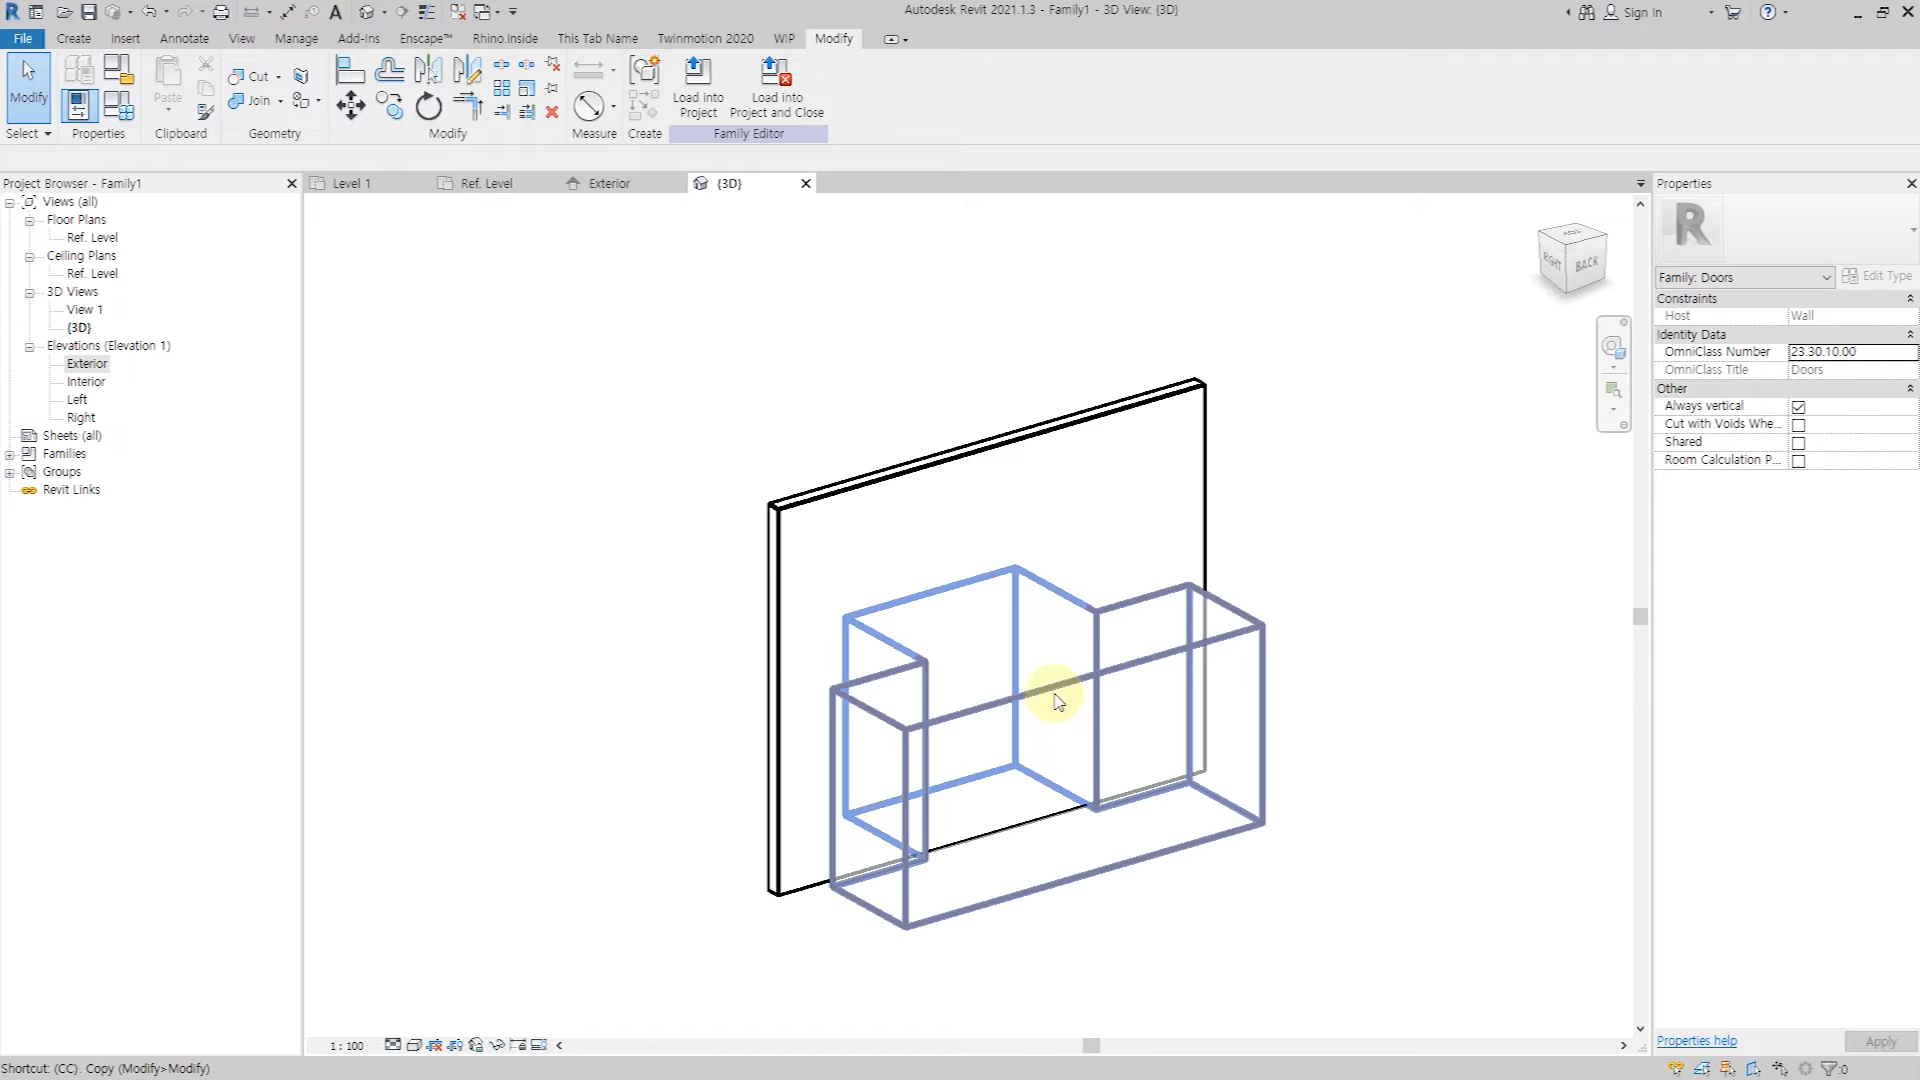 Autodesk Revit 2021.1.3 - Family1 - 3D View: {3D}
Sign In
File Create Insert Annotate View Manage Add-Ins Enscape™ Rhino.Inside This Tab Name Twinmotion 2020 WIP Modify
Modify
Paste
Cut
Join
Load into
Project
Load into
Project and Close
Select Properties Clipboard Geometry Modify Measure Create Family Editor
Project Browser - Family1
Level 1
Ref. Level
Exterior
{3D}
Properties
Views (all)
Floor Plans
Ref. Level
Ceiling Plans
Ref. Level
3D Views
View 1
{3D}
Elevations (Elevation 1)
Exterior
Interior
Left
Right
Sheets (all)
Families
Groups
Revit Links
RIGHT
BACK
Family: Doors
Edit Type
Constraints
Host Wall
Identity Data
OmniClass Number 23.30.10.00
OmniClass Title Doors
Other
Always vertical
Cut with Voids Whe...
Shared
Room Calculation P...
1 : 100
Properties help
Apply
Shortcut: (CC). Copy (Modify>Modify)
:0